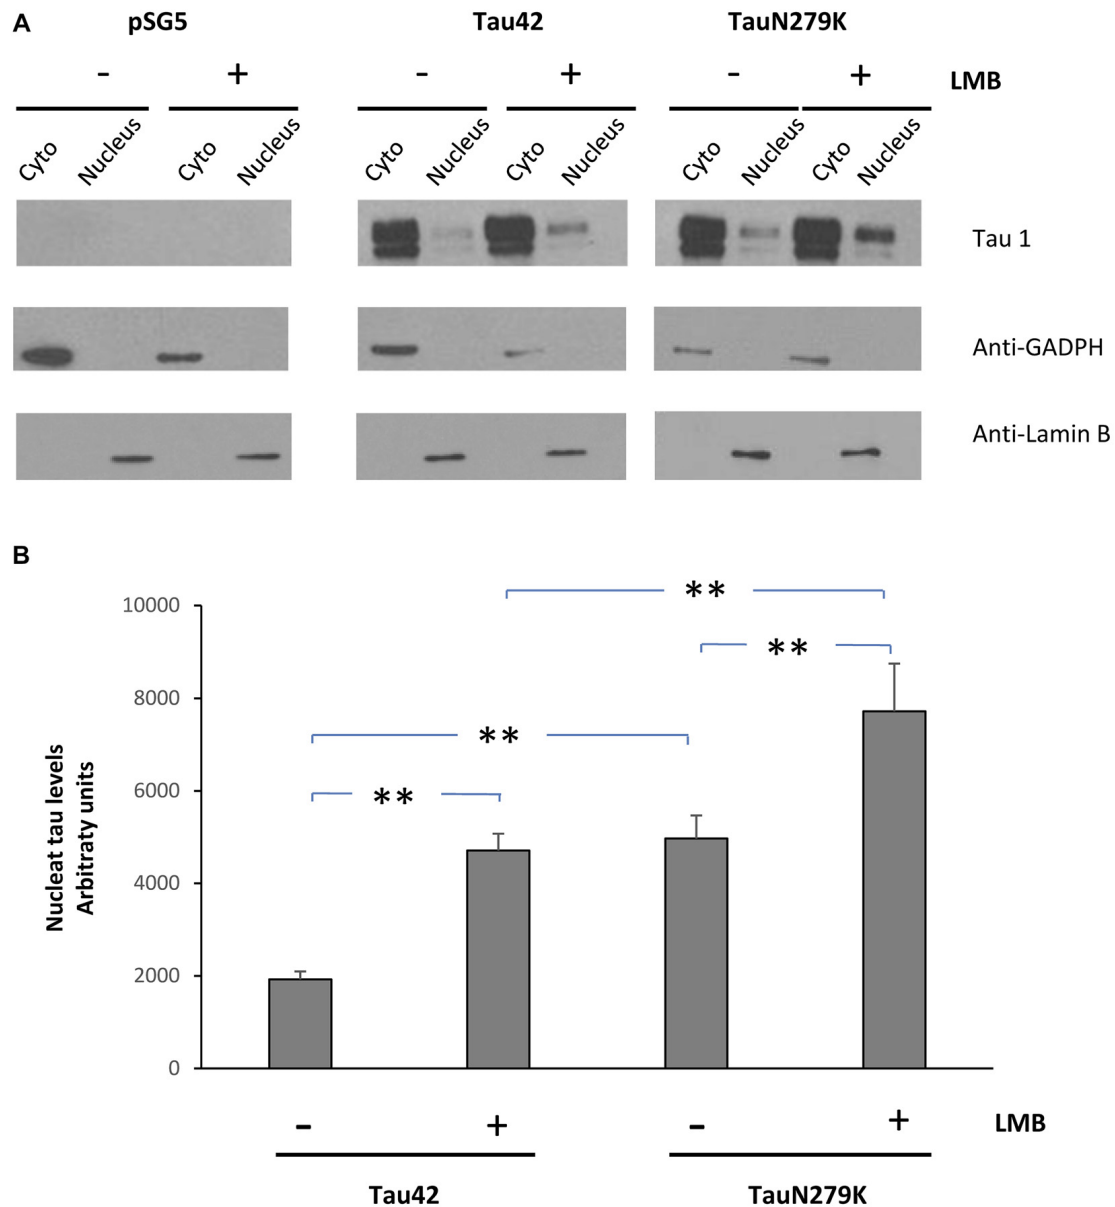 A
pSG5 Tau42 TauN279K
- + - + - + LMB
Cyto Nucleus Cyto Nucleus Cyto Nucleus Cyto Nucleus Cyto Nucleus Cyto Nucleus
Tau 1
Anti-GADPH
Anti-Lamin B
B
Nucleat tau levels
Arbitraty units
10000
8000
6000
4000
2000
0
**
**
**
**
- + - + LMB
Tau42 TauN279K